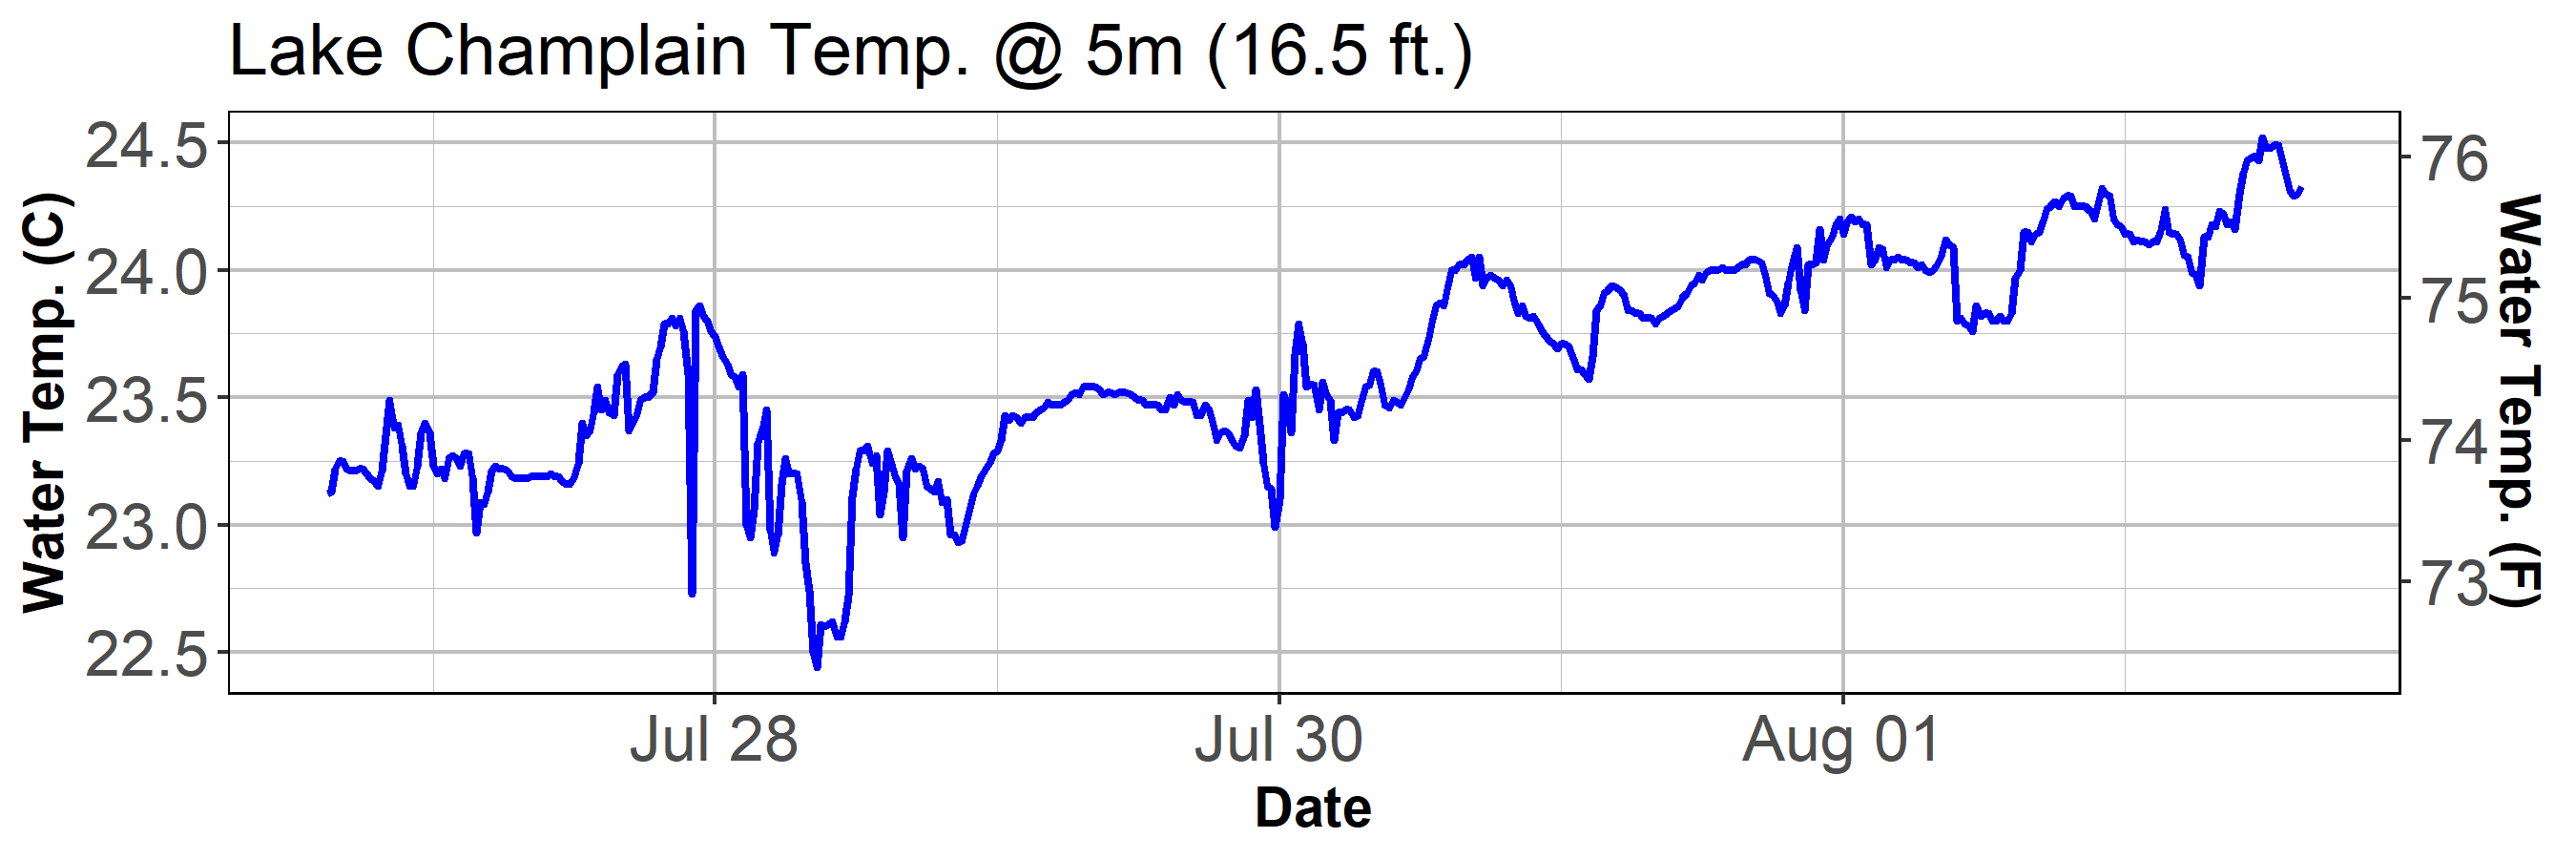 Lake Champlain Temp. @ 5m (16.5 ft.)
24.5
24.0
23.5
23.0
22.5
Water Temp. (C)
76
75
74
73
Water Temp. (F)
Jul 28 Jul 30 Aug 01
Date